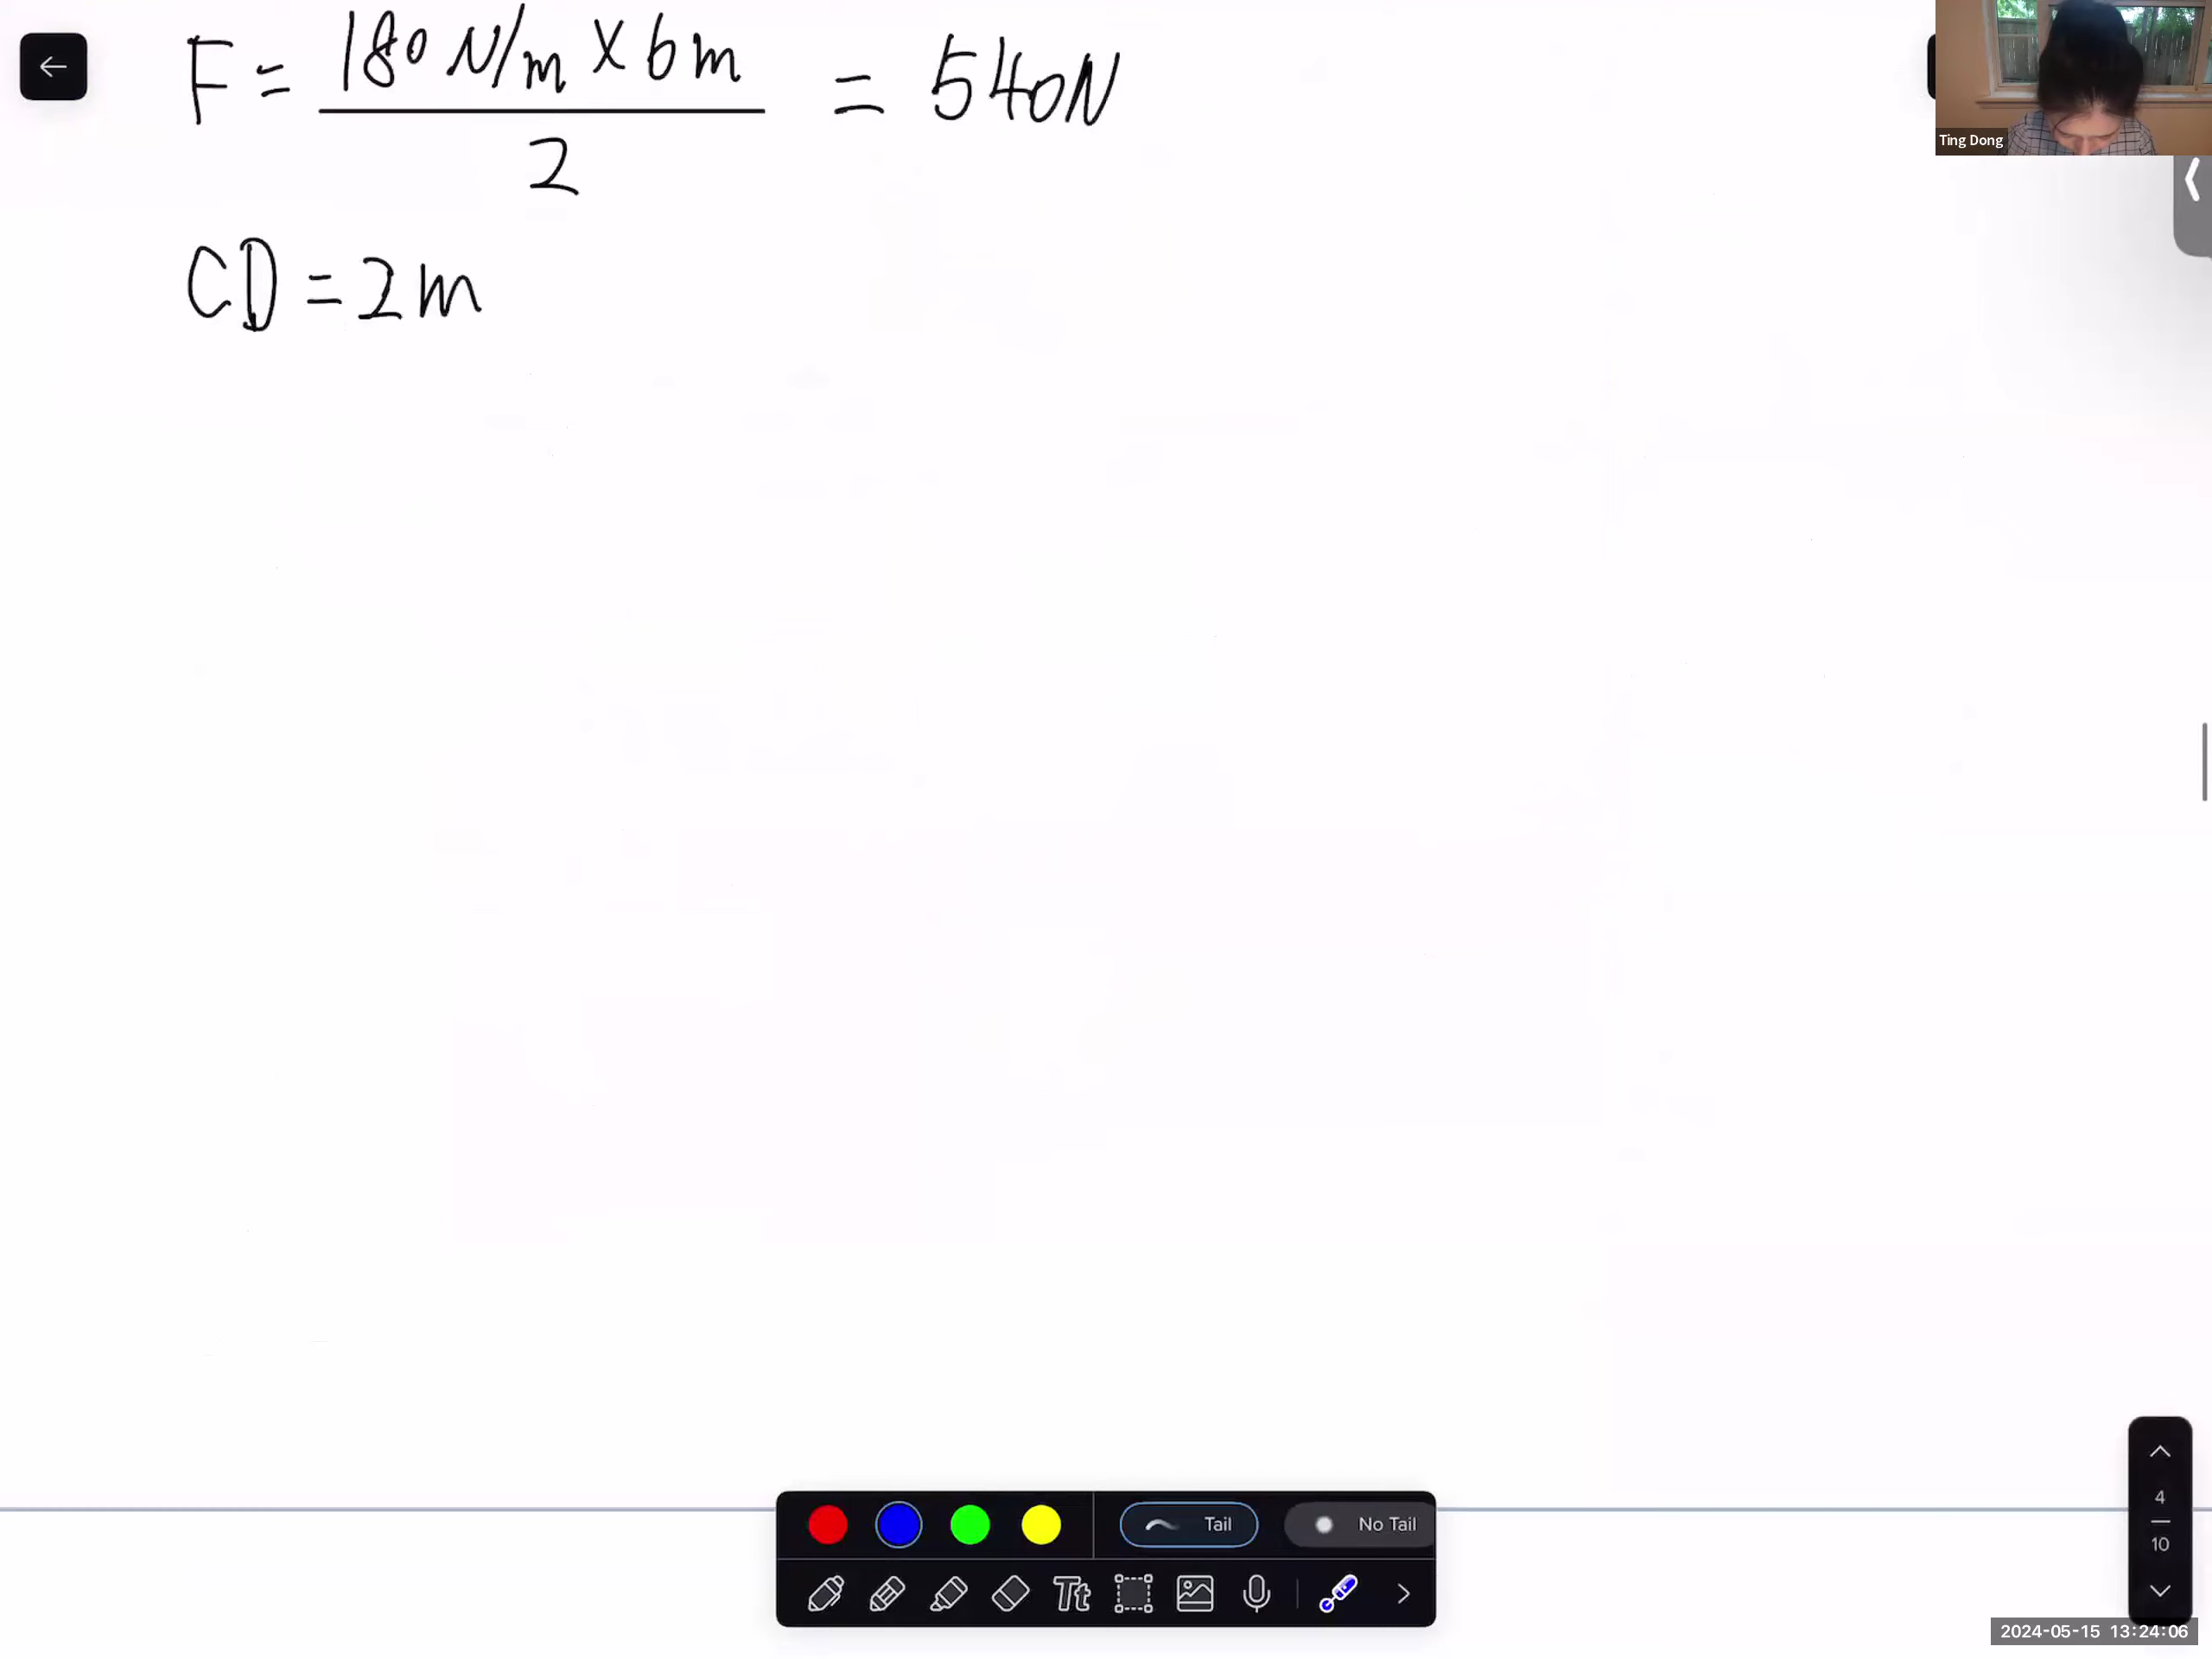 F = 180 N/m × 6m / 2 = 540N
Ting Dong
CD = 2m
Tail
No Tail
Tt
4
10
2024-05-15 13:24:06